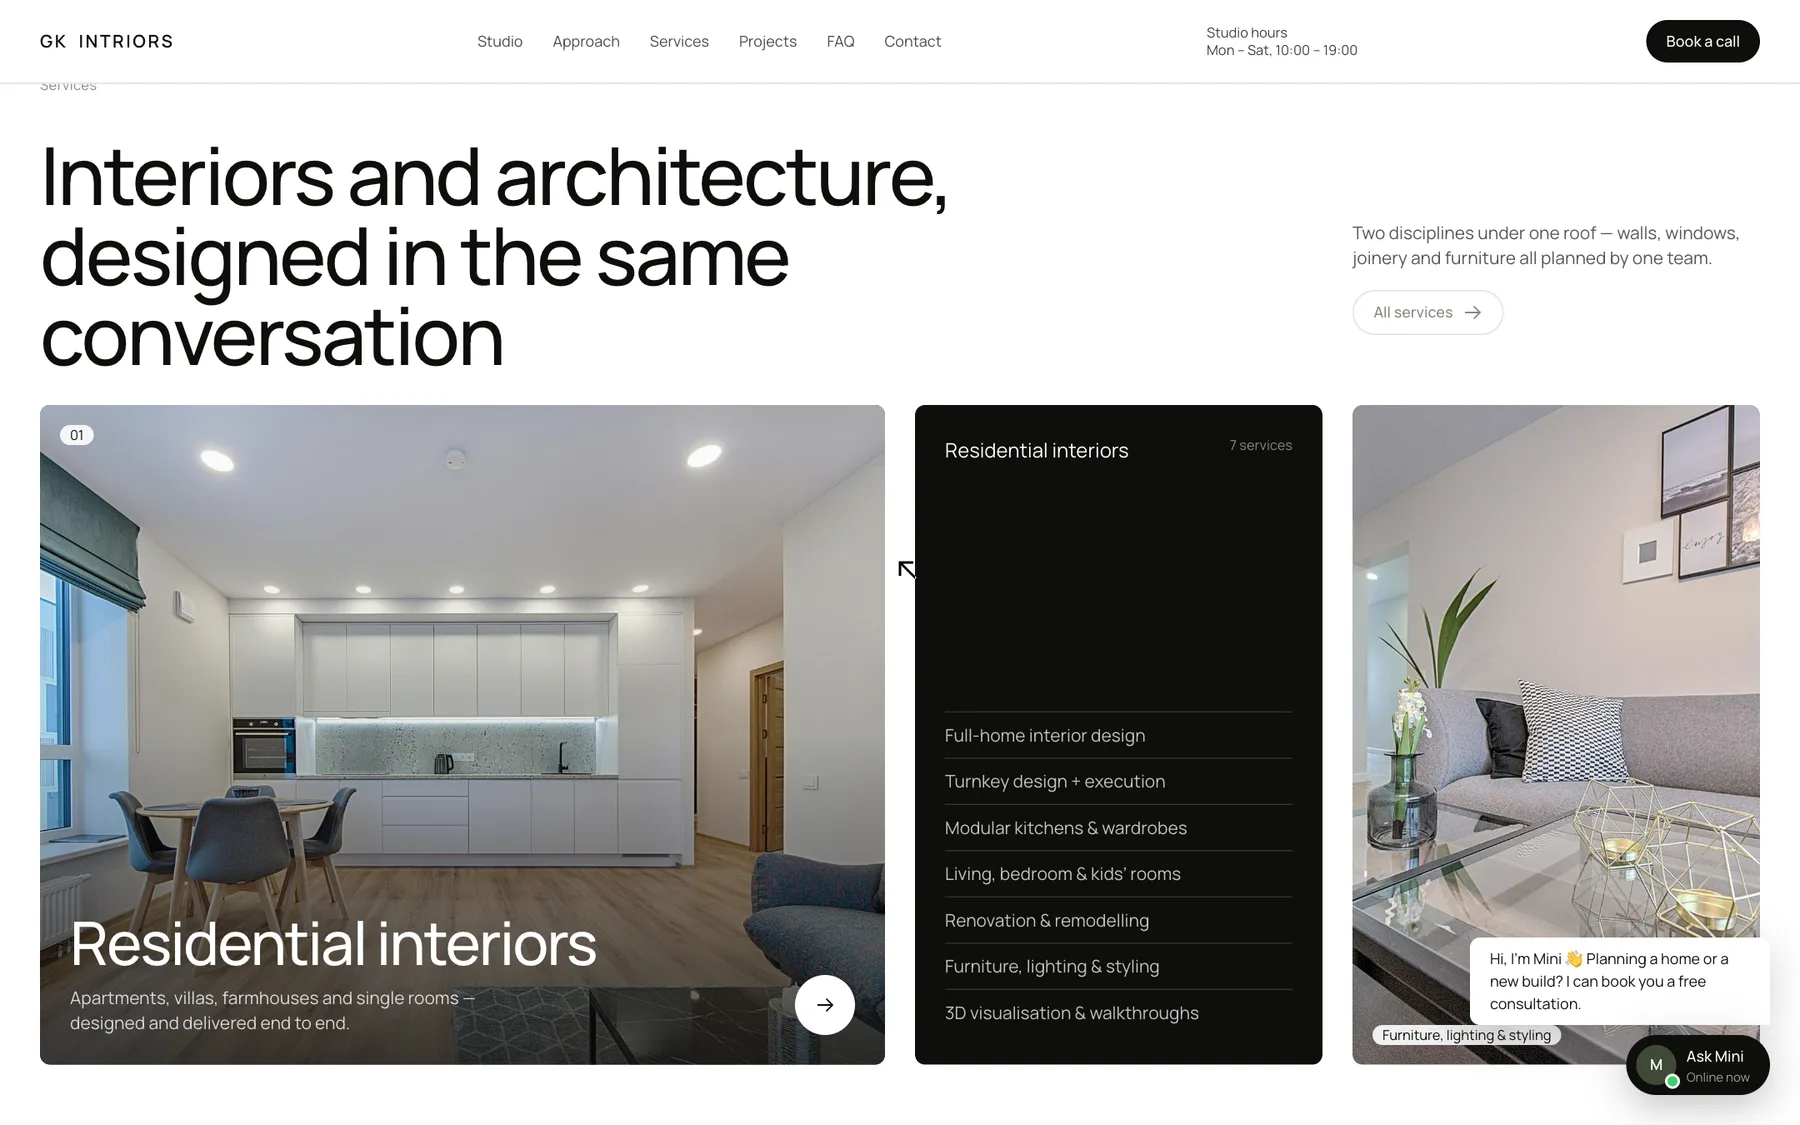 GK INTRIORS
Studio
Approach
Services
Projects
FAQ
Contact
Studio hours
Mon – Sat, 10:00 – 19:00
Book a call
Services
Interiors and architecture,
designed in the same
conversation
Two disciplines under one roof — walls, windows,
joinery and furniture all planned by one team.
All services →
01
Residential interiors
Apartments, villas, farmhouses and single rooms —
designed and delivered end to end.
Residential interiors
7 services
Full-home interior design
Turnkey design + execution
Modular kitchens & wardrobes
Living, bedroom & kids’ rooms
Renovation & remodelling
Furniture, lighting & styling
3D visualisation & walkthroughs
enjoy
Hi, I’m Mini 👋 Planning a home or a
new build? I can book you a free
consultation.
Furniture, lighting & styling
M
Ask Mini
Online now